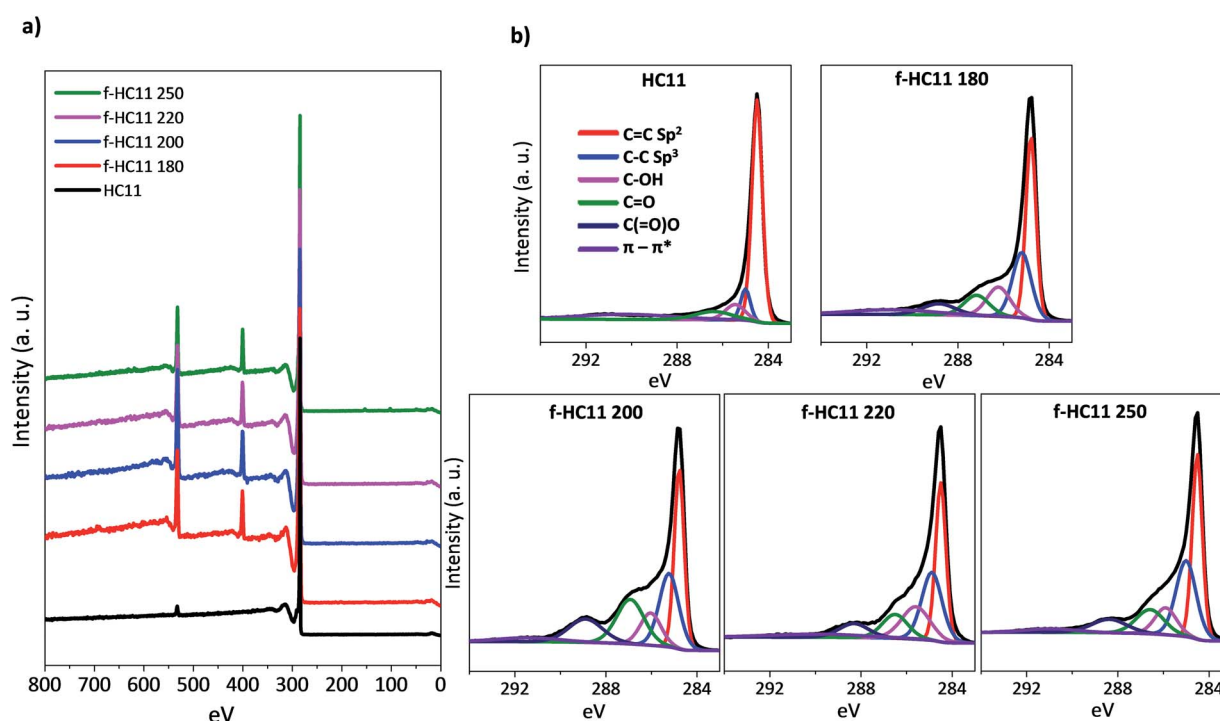 a)
f-HC11 250
f-HC11 220
f-HC11 200
f-HC11 180
HC11
Intensity (a. u.)
800 700 600 500 400 300 200 100 0
eV
b)
HC11
C=C Sp²
C-C Sp³
C-OH
C=O
C(=O)O
π – π*
Intensity (a. u.)
292 288 284
eV
f-HC11 180
292 288 284
eV
f-HC11 200
Intensity (a. u.)
292 288 284
eV
f-HC11 220
292 288 284
eV
f-HC11 250
292 288 284
eV